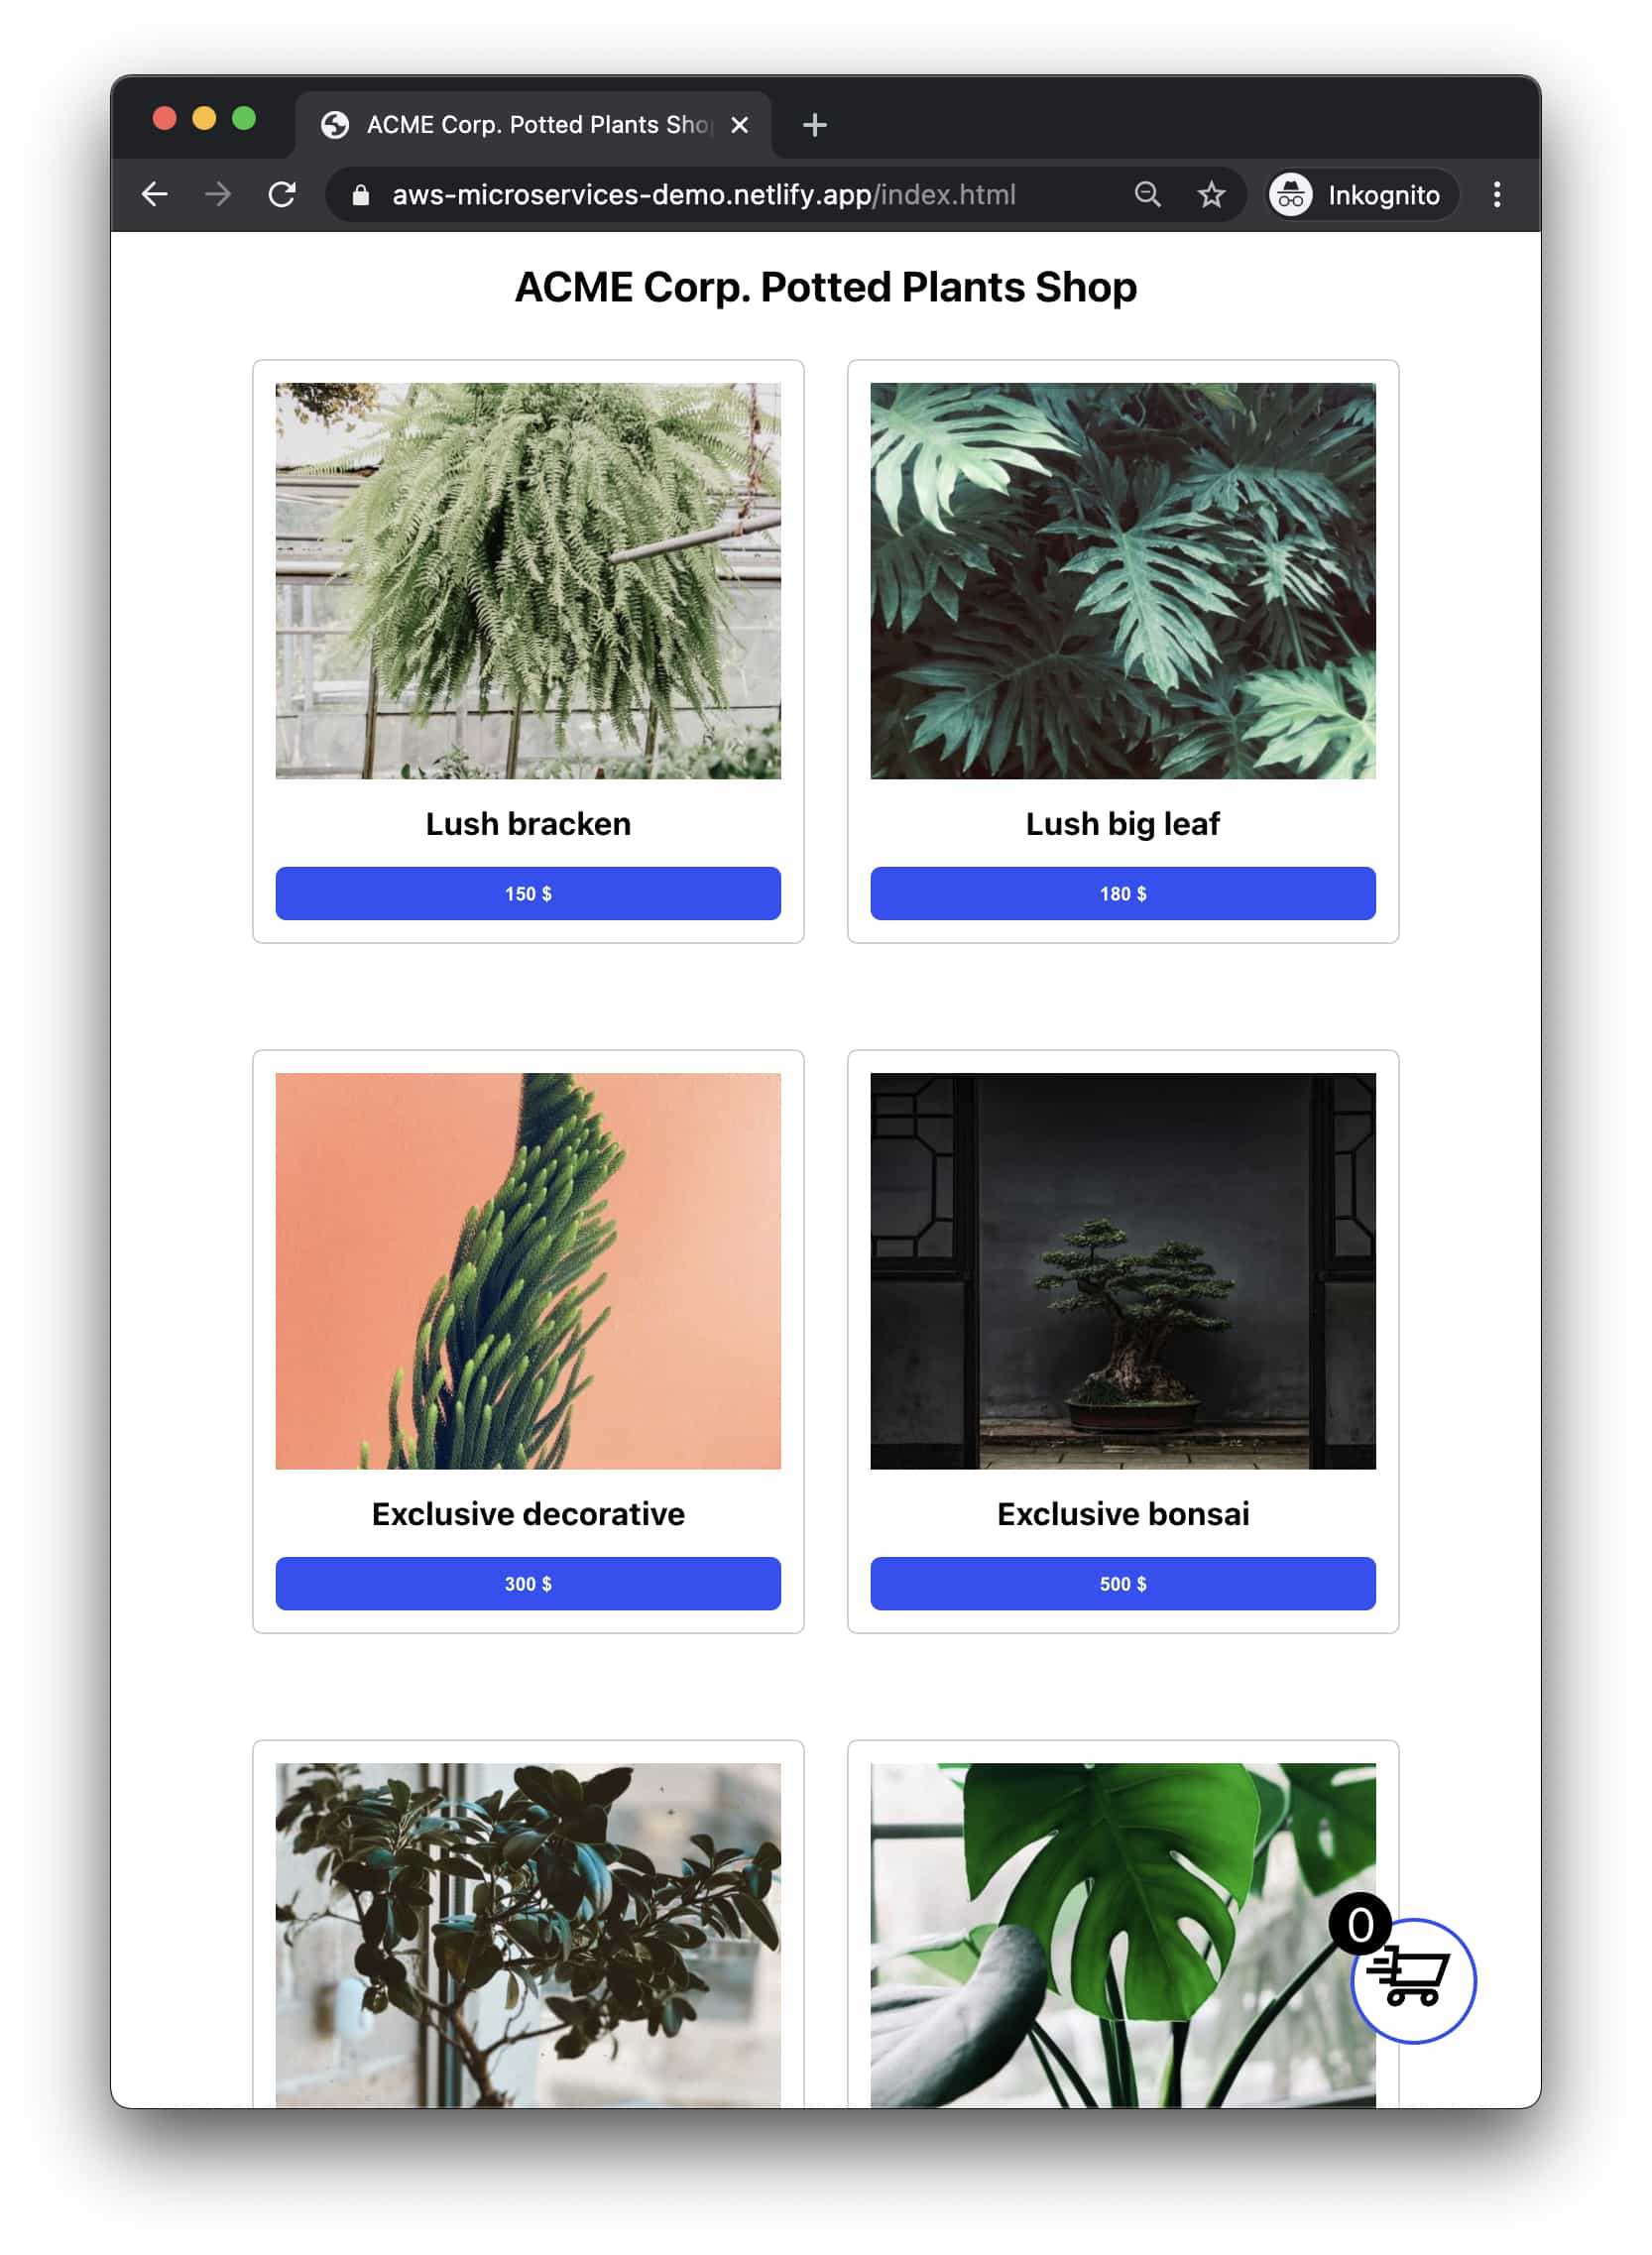 ACME Corp. Potted Plants Sho
aws-microservices-demo.netlify.app/index.html
Inkognito
ACME Corp. Potted Plants Shop
Lush bracken
Lush big leaf
150 $
180 $
Exclusive decorative
Exclusive bonsai
300 $
500 $
0